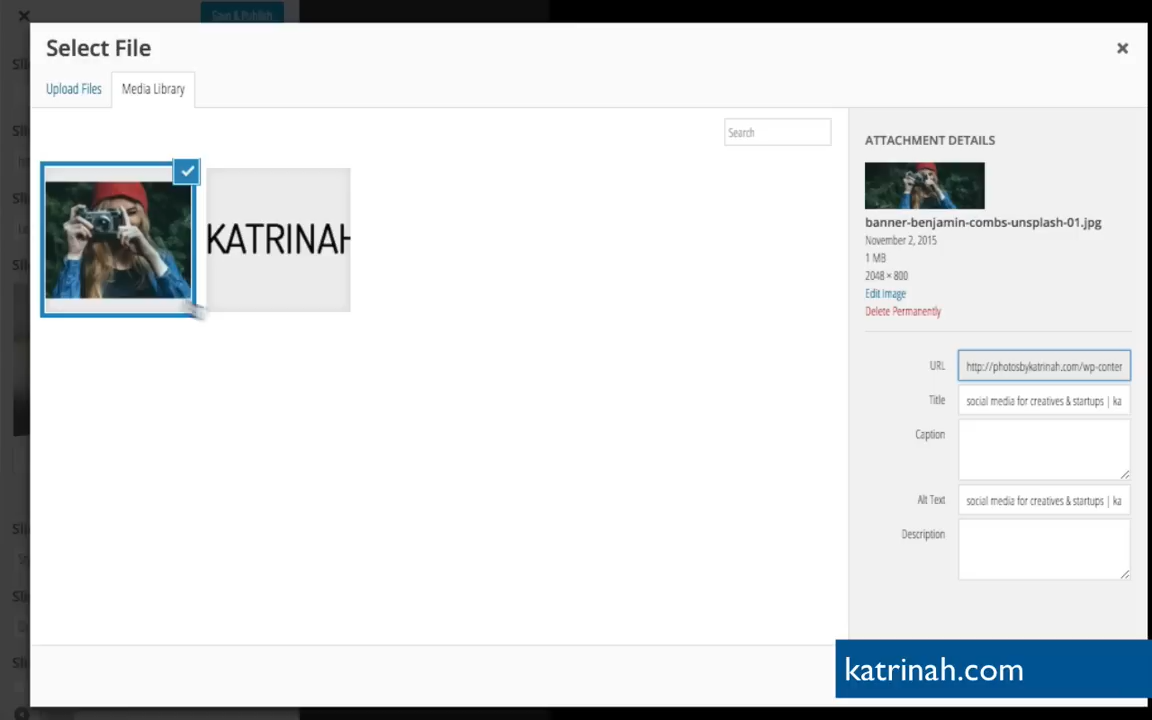 Save & Publish
Select File
Upload Files
Media Library
Search
KATRINAH
ATTACHMENT DETAILS
banner-benjamin-combs-unsplash-01.jpg
November 2, 2015
1 MB
2048 × 800
Edit Image
Delete Permanently
URL
http://photosbykatrinah.com/wp-conter
Title
social media for creatives & startups | ka
Caption
Alt Text
social media for creatives & startups | ka
Description
katrinah.com